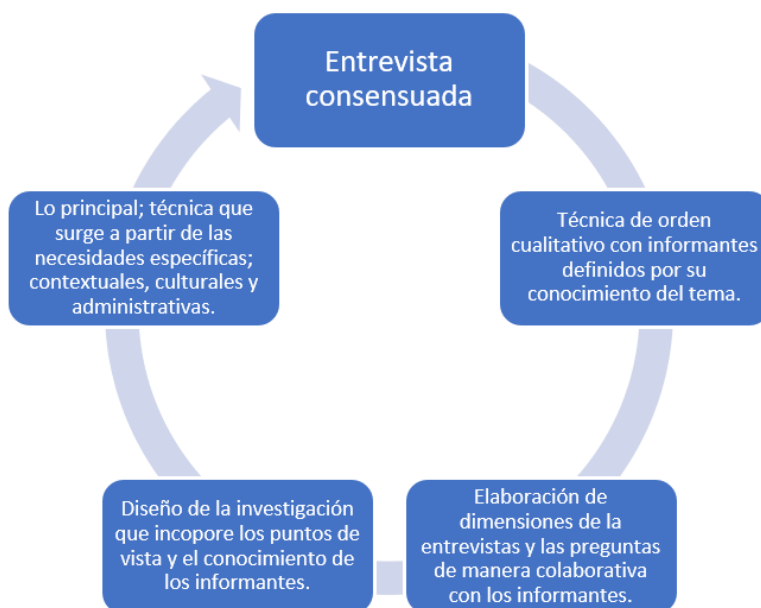 Entrevista
consensuada
Técnica de orden
cualitativo con informantes
definidos por su
conocimiento del tema.
Elaboración de
dimensiones de la
entrevistas y las preguntas
de manera colaborativa
con los informantes.
Diseño de la investigación
que incopore los puntos de
vista y el conocimiento de
los informantes.
Lo principal; técnica que
surge a partir de las
necesidades específicas;
contextuales, culturales y
administrativas.